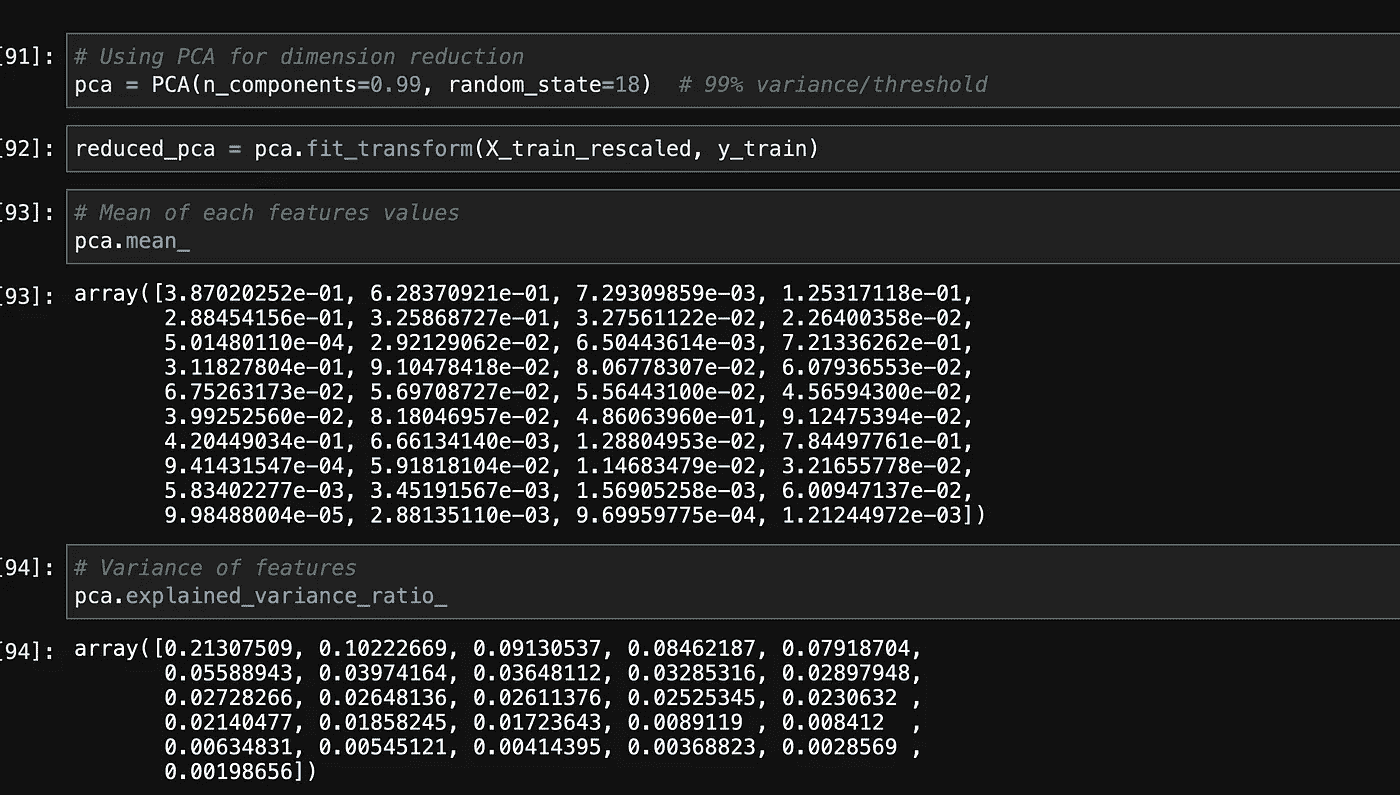 [91]: # Using PCA for dimension reduction
pca = PCA(n_components=0.99, random_state=18)  # 99% variance/threshold
[92]: reduced_pca = pca.fit_transform(X_train_rescaled, y_train)
[93]: # Mean of each features values
pca.mean_
[93]: array([3.87020252e-01, 6.28370921e-01, 7.29309859e-03, 1.25317118e-01,
2.88454156e-01, 3.25868727e-01, 3.27561122e-02, 2.26400358e-02,
5.01480110e-04, 2.92129062e-02, 6.50443614e-03, 7.21336262e-01,
3.11827804e-01, 9.10478418e-02, 8.06778307e-02, 6.07936553e-02,
6.75263173e-02, 5.69708727e-02, 5.56443100e-02, 4.56594300e-02,
3.99252560e-02, 8.18046957e-02, 4.86063960e-01, 9.12475394e-02,
4.20449034e-01, 6.66134140e-03, 1.28804953e-02, 7.84497761e-01,
9.41431547e-04, 5.91818104e-02, 1.14683479e-02, 3.21655778e-02,
5.83402277e-03, 3.45191567e-03, 1.56905258e-03, 6.00947137e-02,
9.98488004e-05, 2.88135110e-03, 9.69959775e-04, 1.21244972e-03])
[94]: # Variance of features
pca.explained_variance_ratio_
[94]: array([0.21307509, 0.10222669, 0.09130537, 0.08462187, 0.07918704,
0.05588943, 0.03974164, 0.03648112, 0.03285316, 0.02897948,
0.02728266, 0.02648136, 0.02611376, 0.02525345, 0.0230632 ,
0.02140477, 0.01858245, 0.01723643, 0.0089119 , 0.008412  ,
0.00634831, 0.00545121, 0.00414395, 0.00368823, 0.0028569 ,
0.00198656])